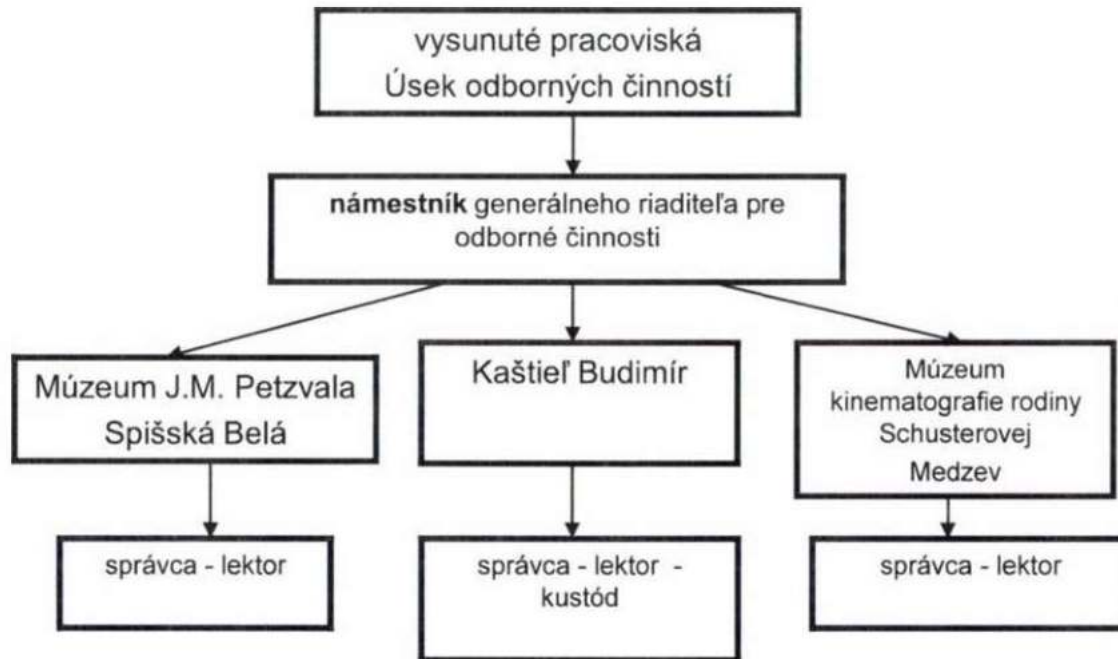 vysunuté pracoviská
Úsek odborných činností
námestník generálneho riaditeľa pre
odborné činnosti
Múzeum J.M. Petzvala
Spišská Belá
Kaštieľ Budimír
Múzeum
kinematografie rodiny
Schusterovej
Medzev
správca - lektor
správca - lektor -
kustód
správca - lektor